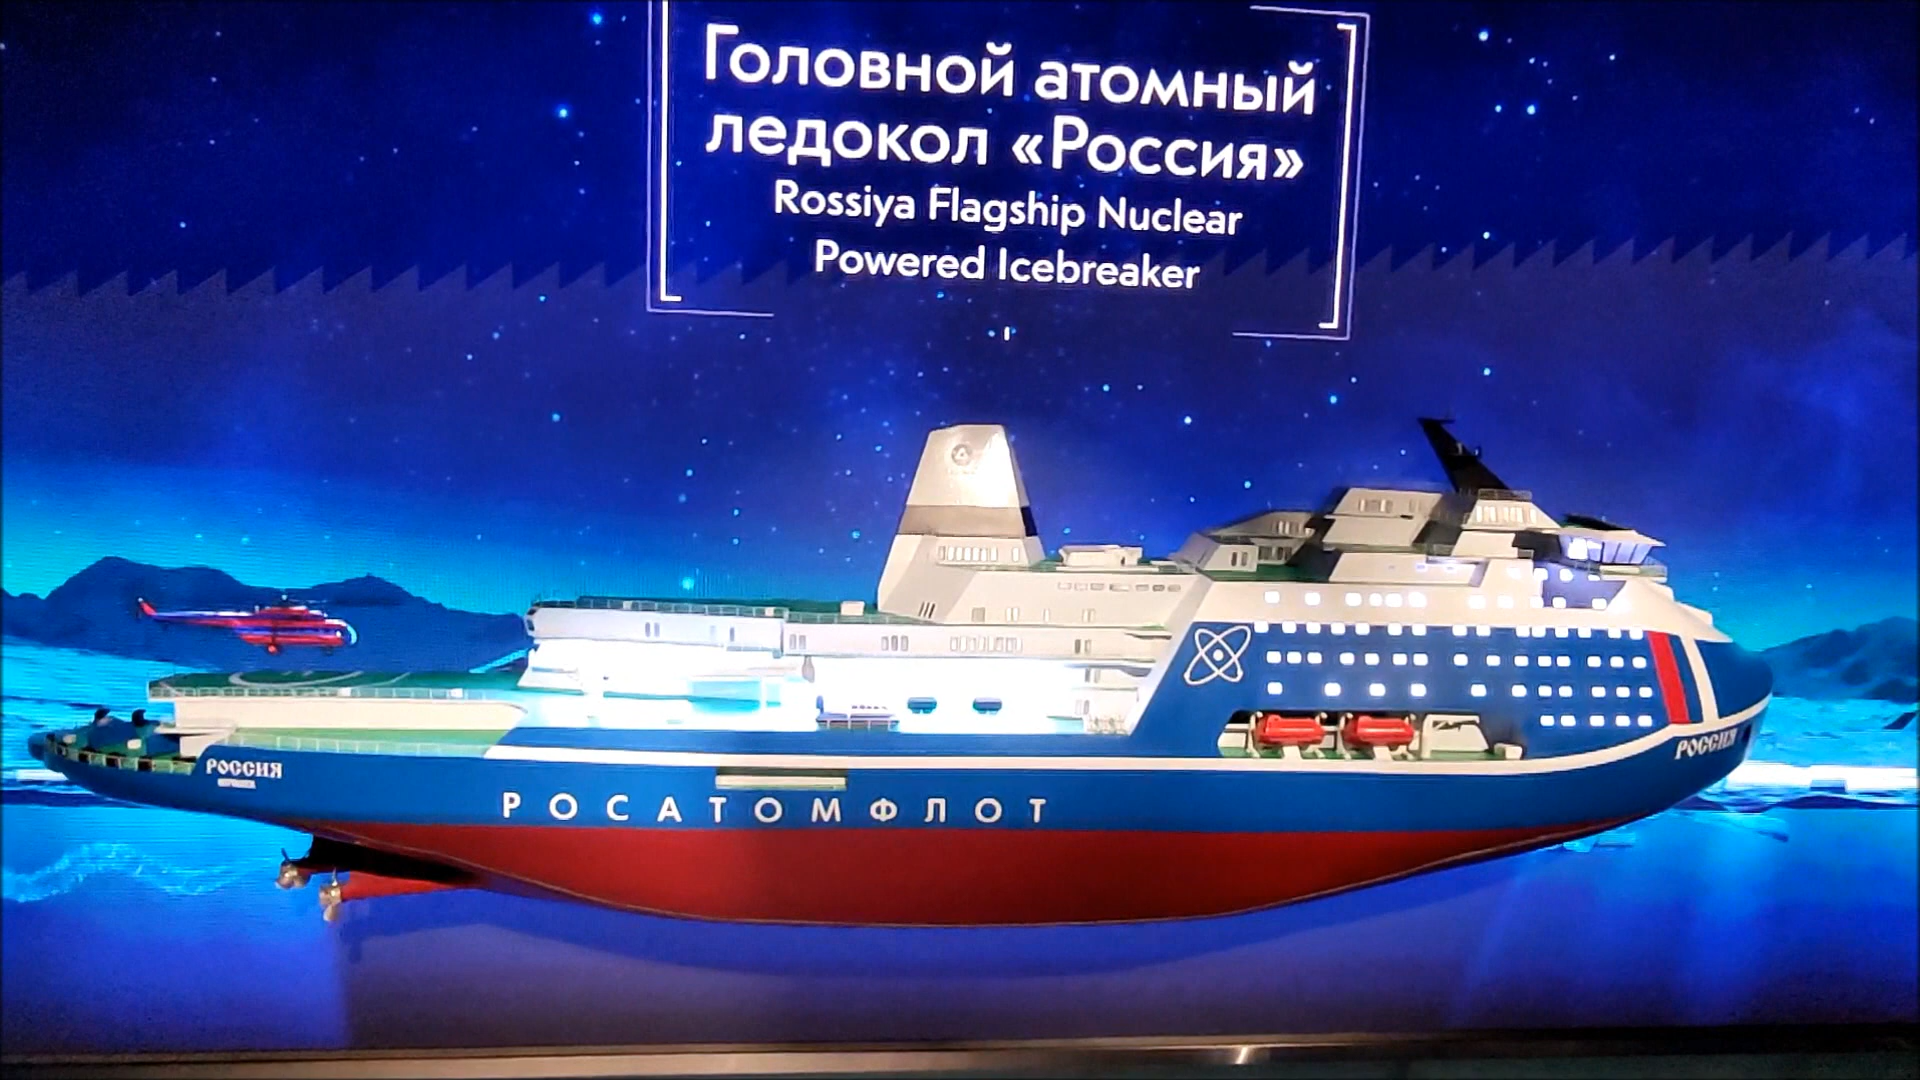 Головной атомный
ледокол «Россия»
Rossiya Flagship Nuclear
Powered Icebreaker
РОССИЯ
РОСАТОМФЛОТ
РОССИЯ